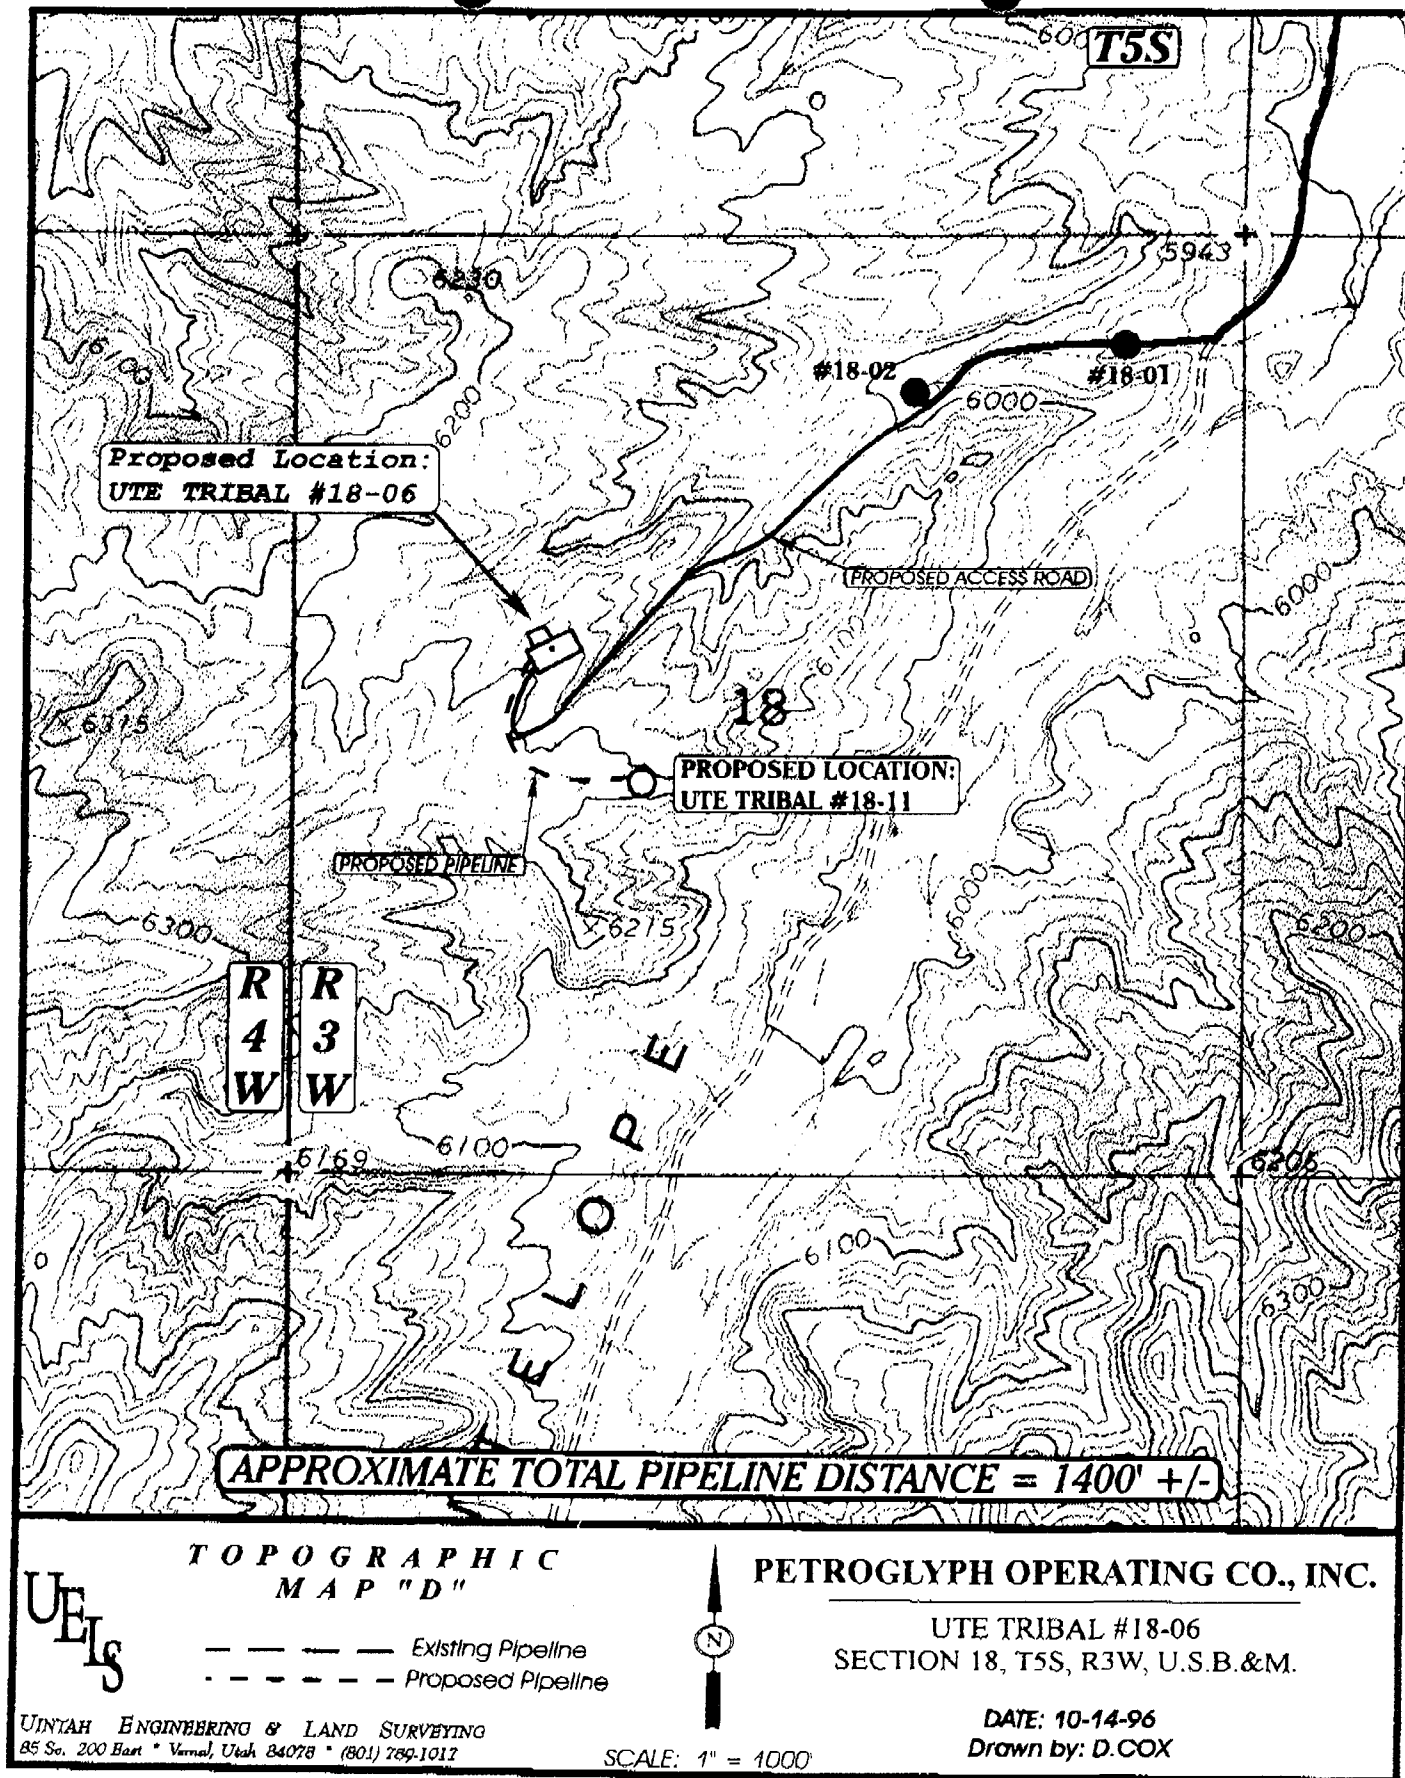 T5S
5943
6230
6100
#18-02
#18-01
6000
6200
Proposed Location:
UTE TRIBAL #18-06
PROPOSED ACCESS ROAD
6000
6100
18
6315
PROPOSED LOCATION:
UTE TRIBAL #18-11
PROPOSED PIPELINE
6000
6300
6215
6200
R
4
W
R
3
W
E
P
O
L
E
6169
6100
6206
6100
6300
APPROXIMATE TOTAL PIPELINE DISTANCE = 1400' +/-
TOPOGRAPHIC
MAP "D"
UELS
Existing Pipeline
Proposed Pipeline
UINTAH ENGINEERING & LAND SURVEYING
85 So. 200 East * Vernal, Utah 84078 * (801) 789-1017
N
SCALE: 1" = 1000'
PETROGLYPH OPERATING CO., INC.
UTE TRIBAL #18-06
SECTION 18, T5S, R3W, U.S.B.&M.
DATE: 10-14-96
Drawn by: D.COX